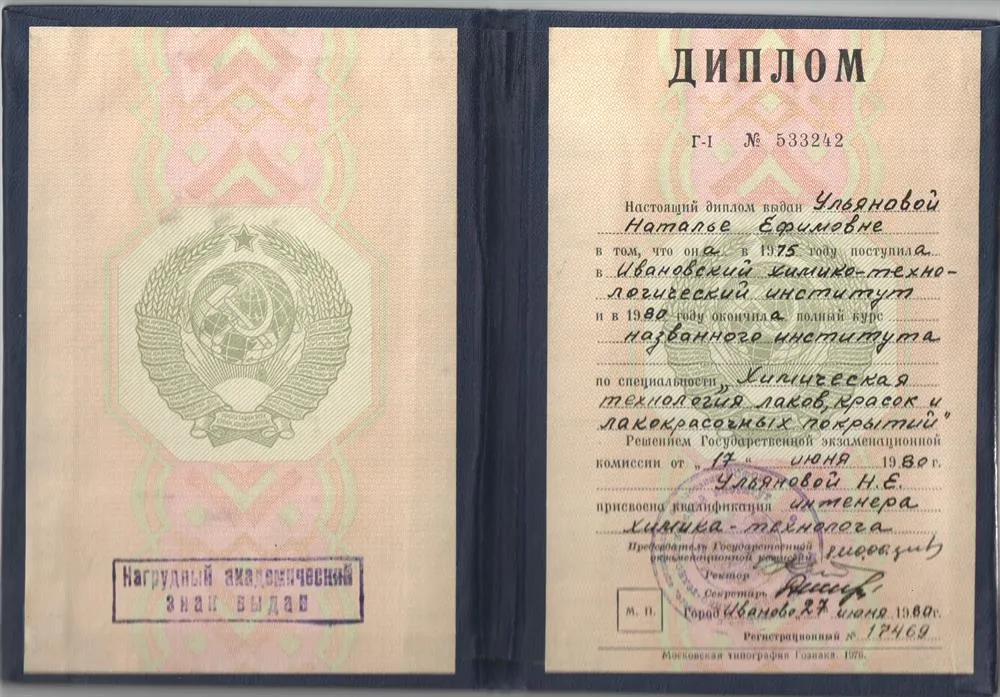 Нагрудный академический
знак выдан
ДИПЛОМ
Г-I № 533242
Настоящий диплом выдан Ульяновой
Наталье Ефимовне
в том, что она в 1975 году поступила
в Ивановский химико-техно-
логический институт
и в 1980 году окончила полный курс
названного института
по специальности „Химическая
технология лаков, красок и
лакокрасочных покрытий"
Решением Государственной экзаменационной
комиссии от „17" июня 1980 г.
Ульяновой Н.Е.
присвоена квалификация инженера
химика-технолога
Председатель Государственной
экзаменационной комиссии
Ректор
Секретарь
М. П. Город Иваново 27 июня 1980 г.
Регистрационный № 17469
Московская типография Гознака. 1976.